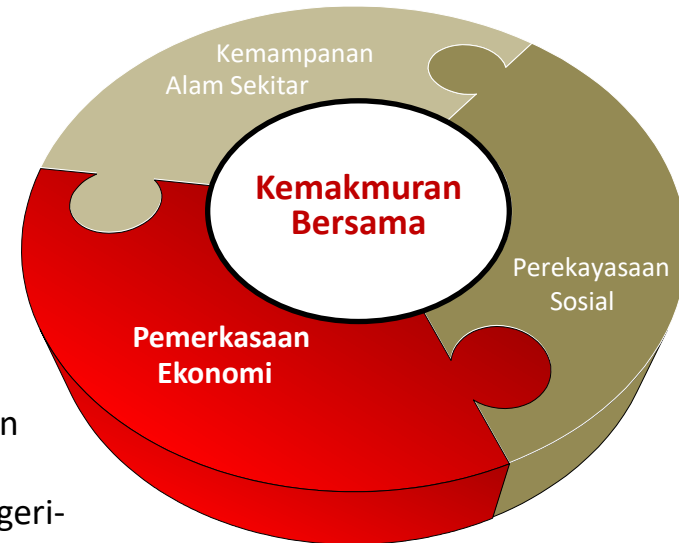 Kemampanan
Alam Sekitar
Kemakmuran
Bersama
Perekayasaan
Sosial
Pemerkasaan
Ekonomi
n
geri-